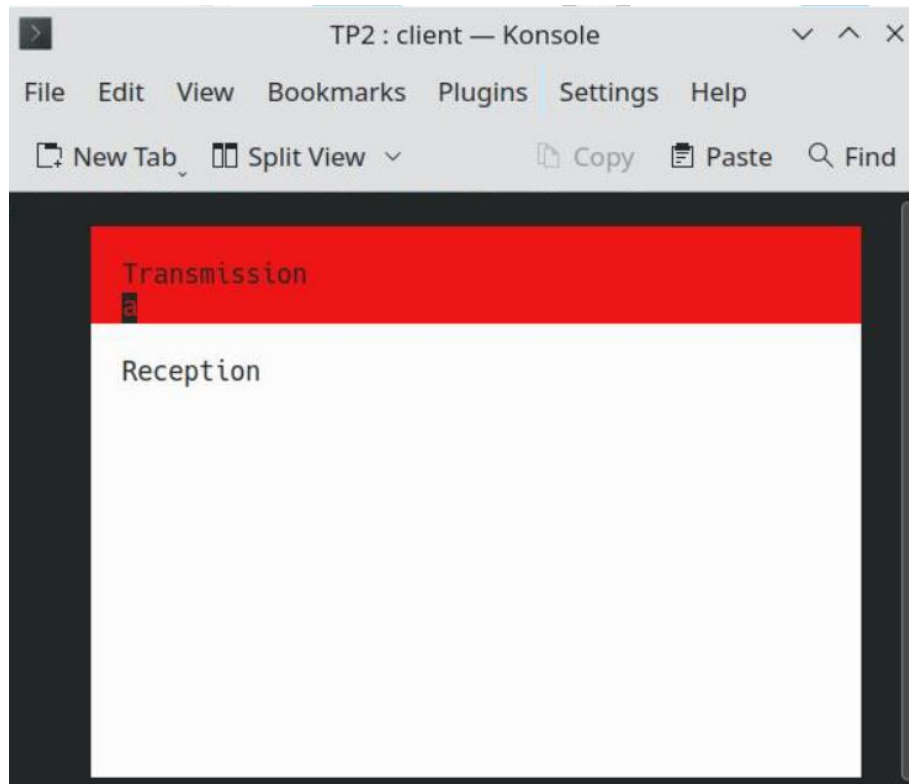 TP2 : client — Konsole
File Edit View Bookmarks Plugins Settings Help
New Tab Split View Copy Paste Find
Transmission
a
Reception